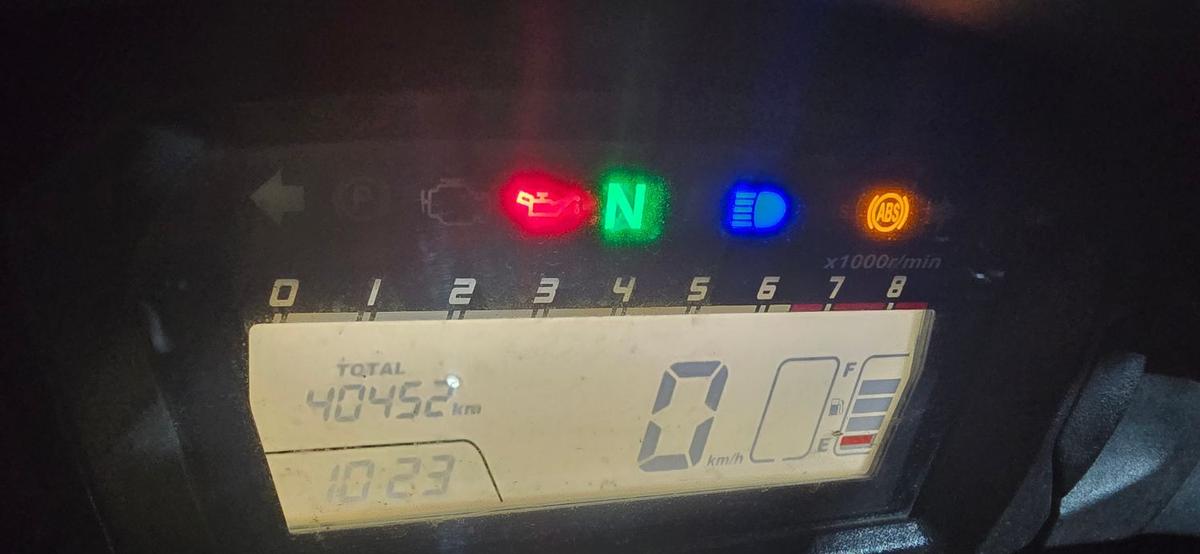 P
N
ABS
x1000r/min
0 1 2 3 4 5 6 7 8
TOTAL
40452 km
F
0 km/h
E
10:23